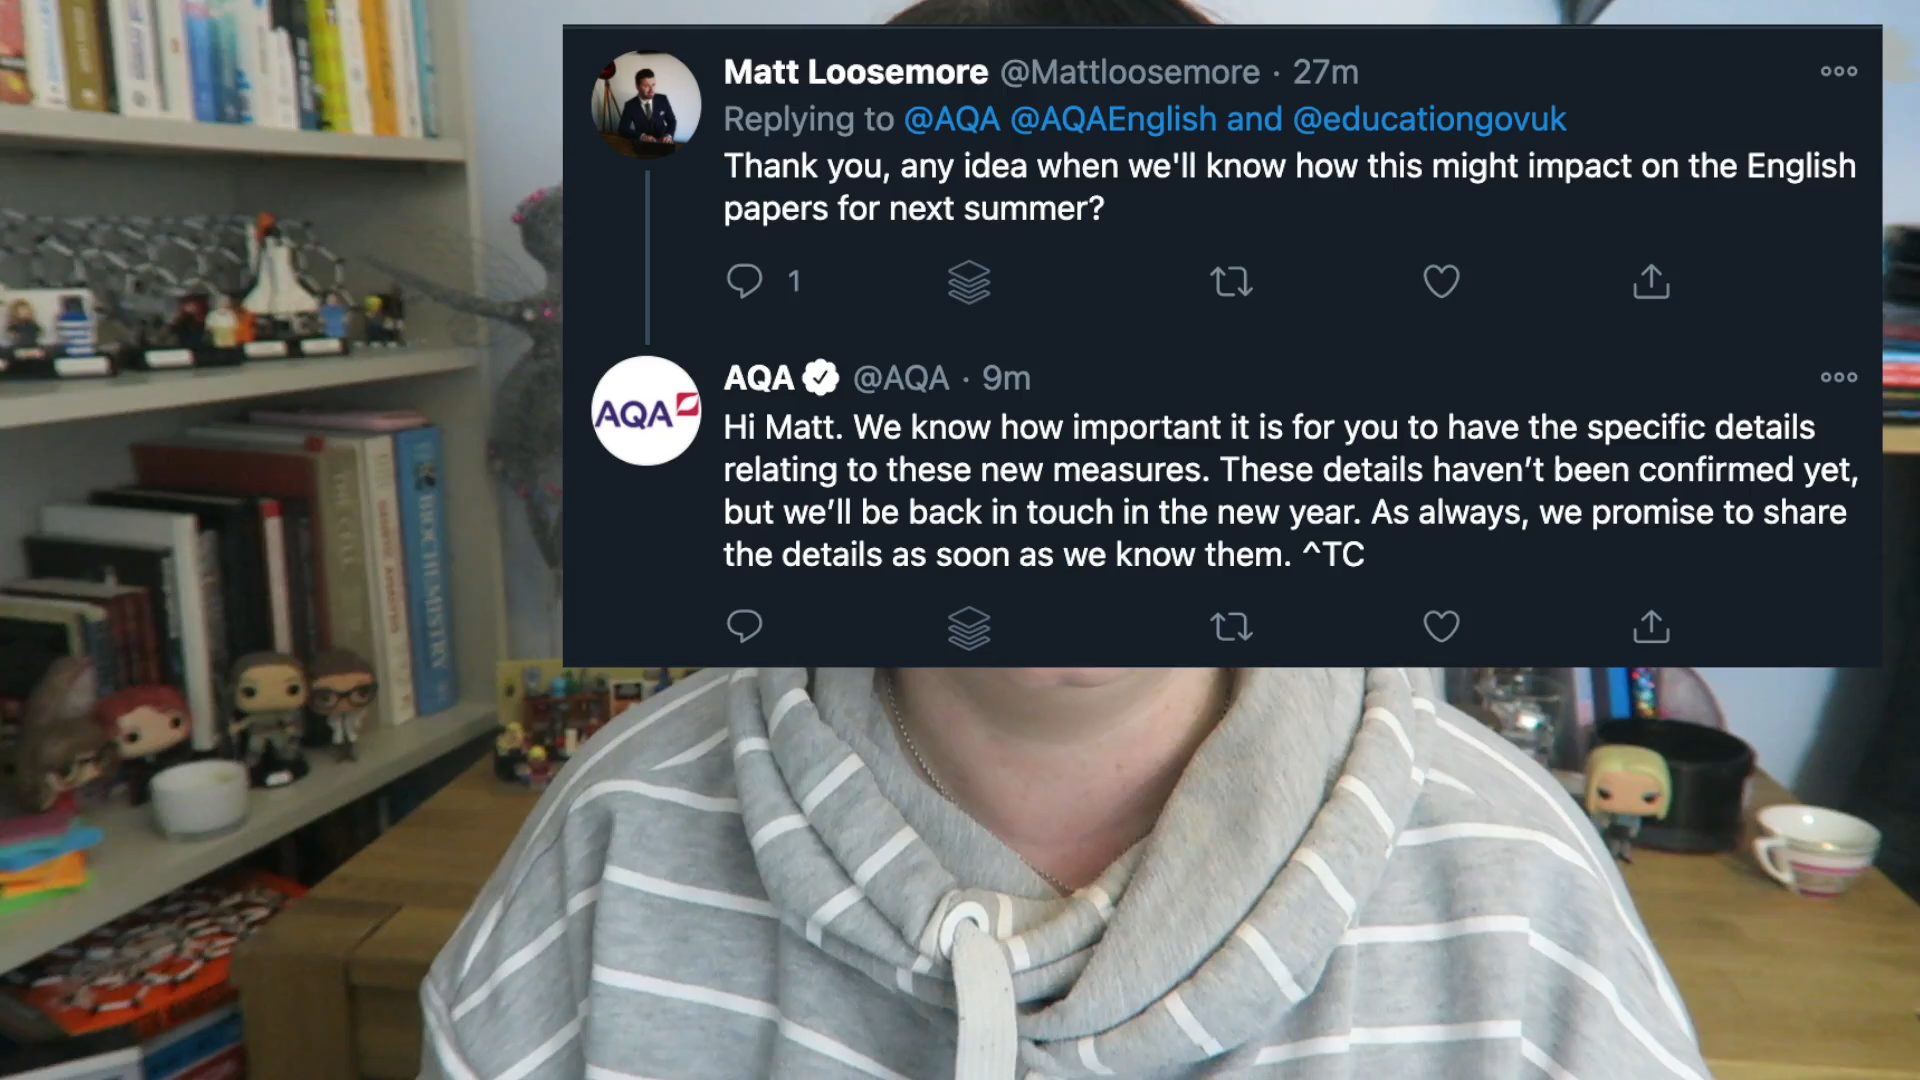 Matt Loosemore @Mattloosemore · 27m
Replying to @AQA @AQAEnglish and @educationgovuk
Thank you, any idea when we'll know how this might impact on the English
papers for next summer?
1
AQA @AQA · 9m
AQA
Hi Matt. We know how important it is for you to have the specific details
relating to these new measures. These details haven’t been confirmed yet,
but we’ll be back in touch in the new year. As always, we promise to share
the details as soon as we know them. ^TC
THE CELL
BIOCHEMISTRY